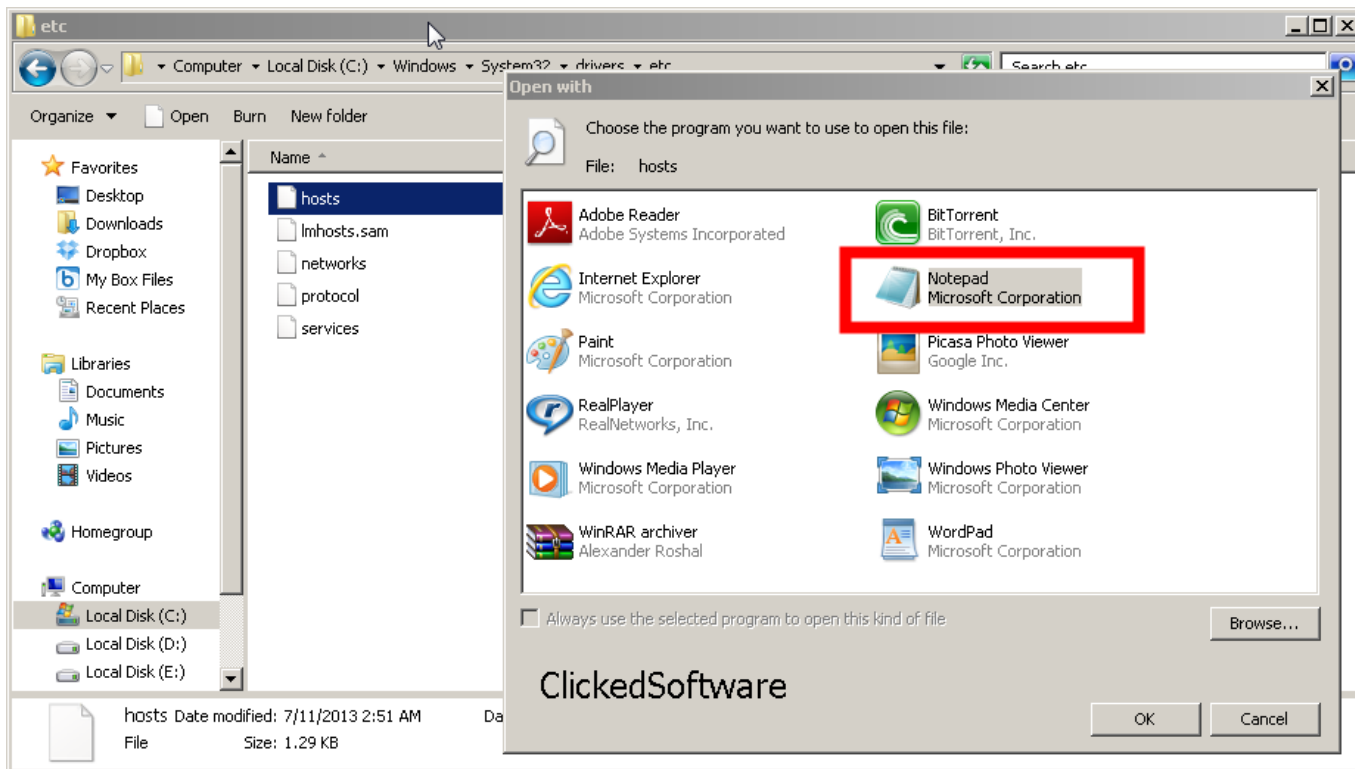 etc
Computer Local Disk (C:) Windows System32 drivers etc
Search etc
Organize Open Burn New folder
Favorites
Desktop
Downloads
Dropbox
My Box Files
Recent Places
Libraries
Documents
Music
Pictures
Videos
Homegroup
Computer
Local Disk (C:)
Local Disk (D:)
Local Disk (E:)
Name
hosts
lmhosts.sam
networks
protocol
services
Open with
Choose the program you want to use to open this file:
File: hosts
Adobe Reader
Adobe Systems Incorporated
BitTorrent
BitTorrent, Inc.
Internet Explorer
Microsoft Corporation
Notepad
Microsoft Corporation
Paint
Microsoft Corporation
Picasa Photo Viewer
Google Inc.
RealPlayer
RealNetworks, Inc.
Windows Media Center
Microsoft Corporation
Windows Media Player
Microsoft Corporation
Windows Photo Viewer
Microsoft Corporation
WinRAR archiver
Alexander Roshal
WordPad
Microsoft Corporation
Always use the selected program to open this kind of file
Browse...
ClickedSoftware
OK Cancel
hosts Date modified: 7/11/2013 2:51 AM Da
File Size: 1.29 KB